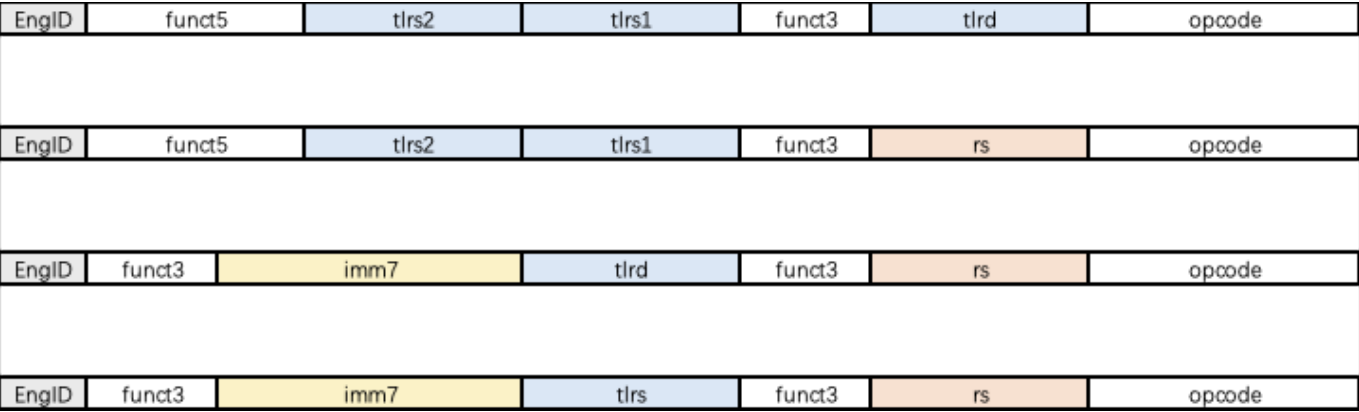 EngID funct5 tlrs2 tlrs1 funct3 tlrd opcode
EngID funct5 tlrs2 tlrs1 funct3 rs opcode
EngID funct3 imm7 tlrd funct3 rs opcode
EngID funct3 imm7 tlrs funct3 rs opcode